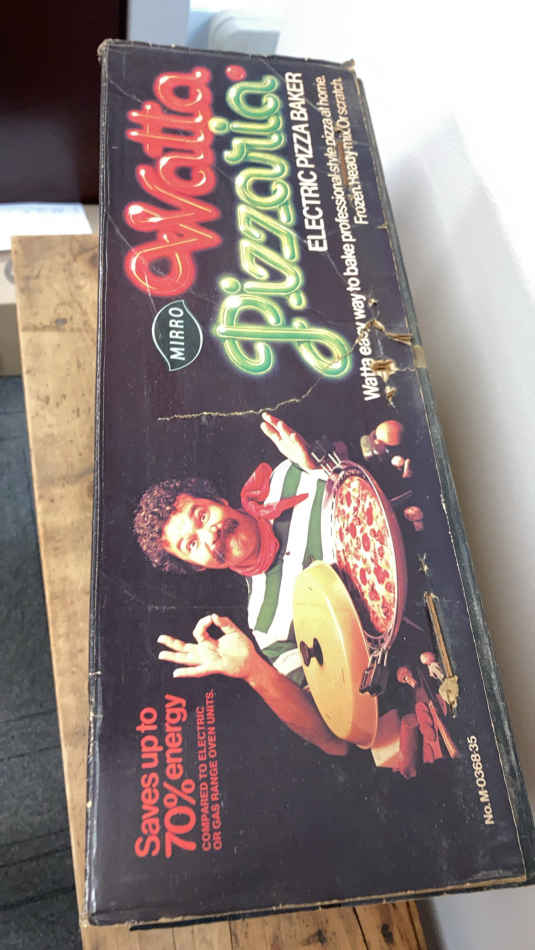 Saves up to
70% energy
COMPARED TO ELECTRIC
OR GAS RANGE OVEN UNITS.
MIRRO
Watta
Pizzaria
ELECTRIC PIZZA BAKER
Watta easy way to bake professional-style pizza at home.
Frozen. Ready-mix. Or scratch.
No. M-0368-35